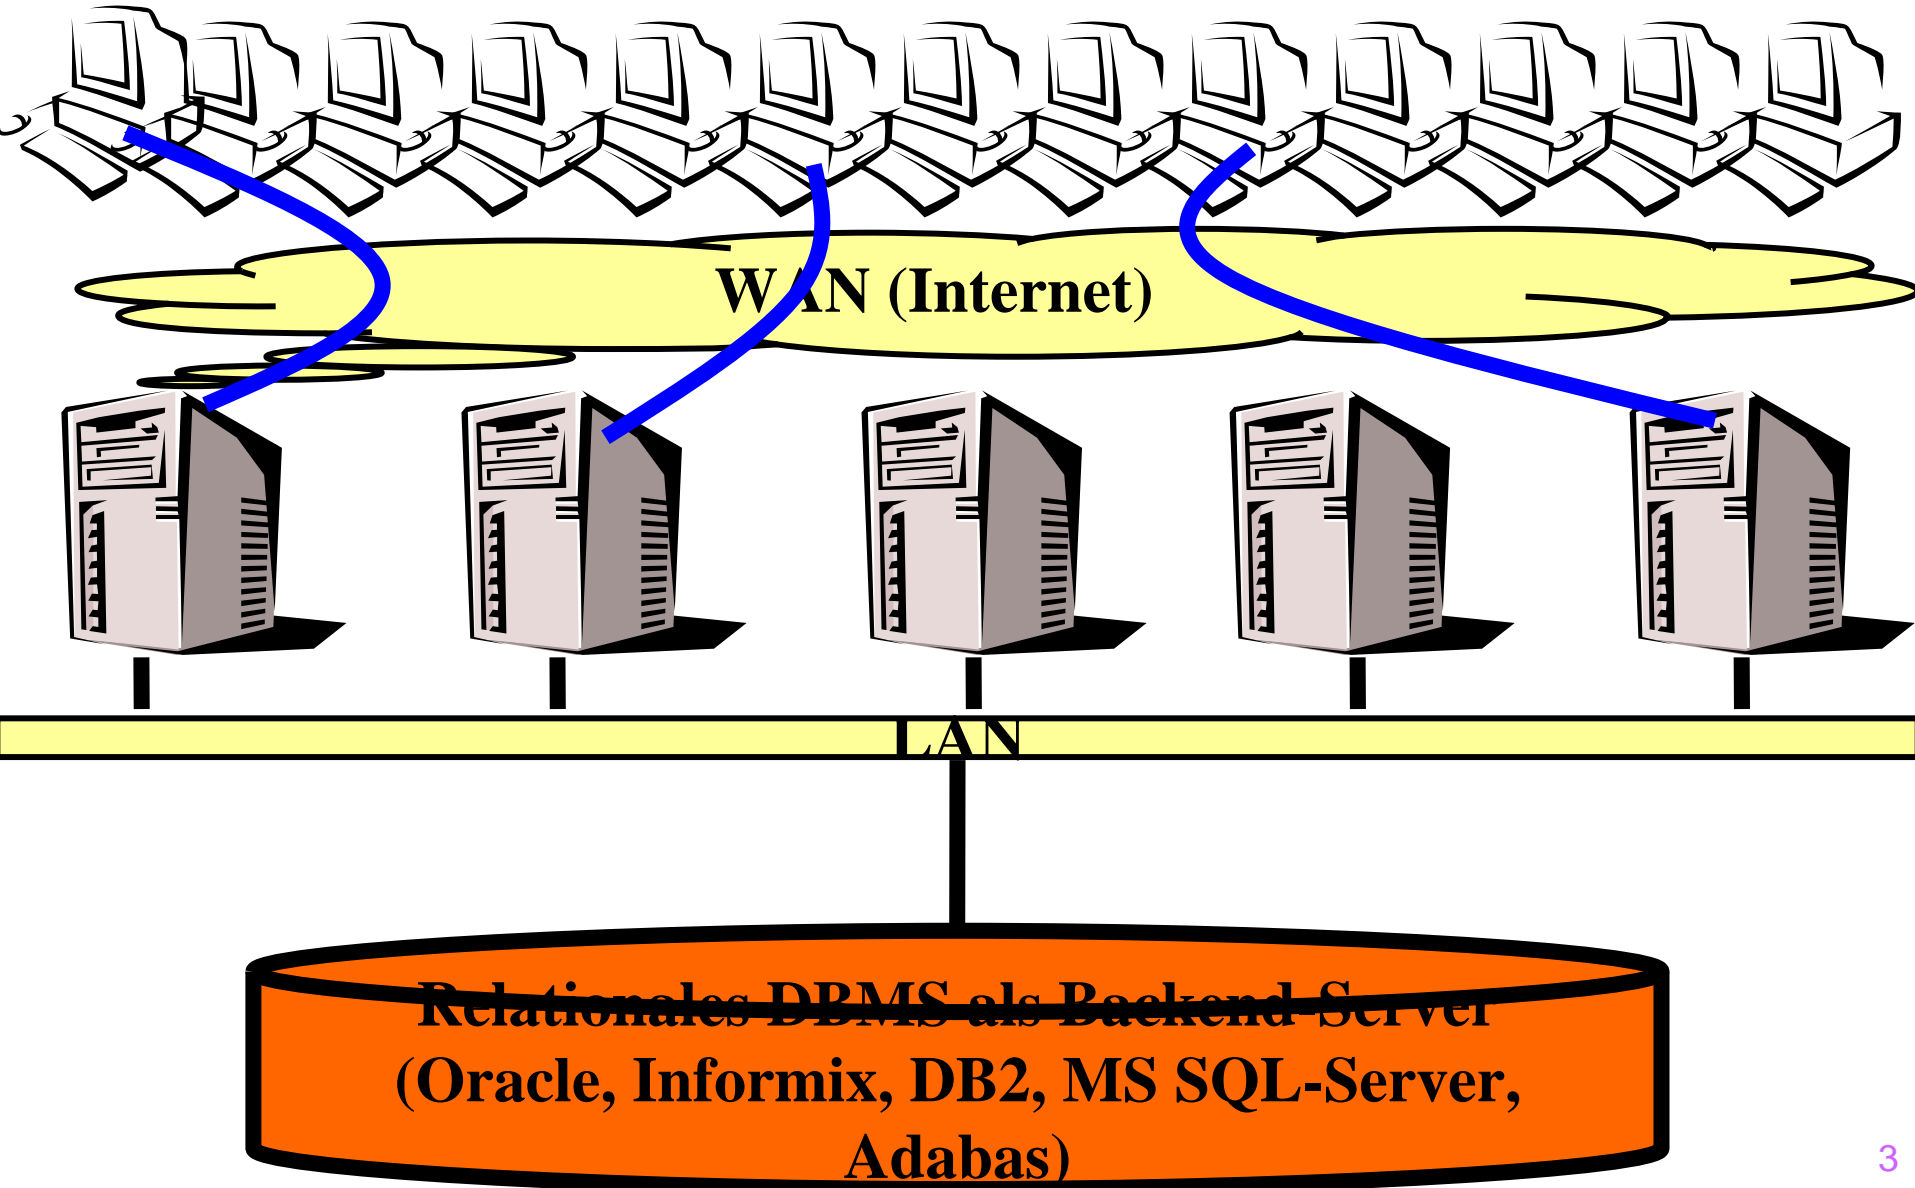 WAN (Internet)
LAN
Relationales DBMS als Backend-Server
(Oracle, Informix, DB2, MS SQL-Server,
Adabas)
3